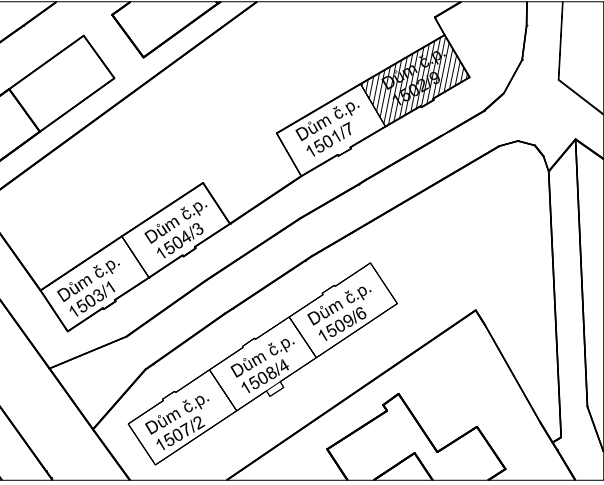 Dům č.p.
1502/9
Dům č.p.
1501/7
Dům č.p.
1504/3
Dům č.p.
1503/1
Dům č.p.
1509/6
Dům č.p.
1508/4
Dům č.p.
1507/2